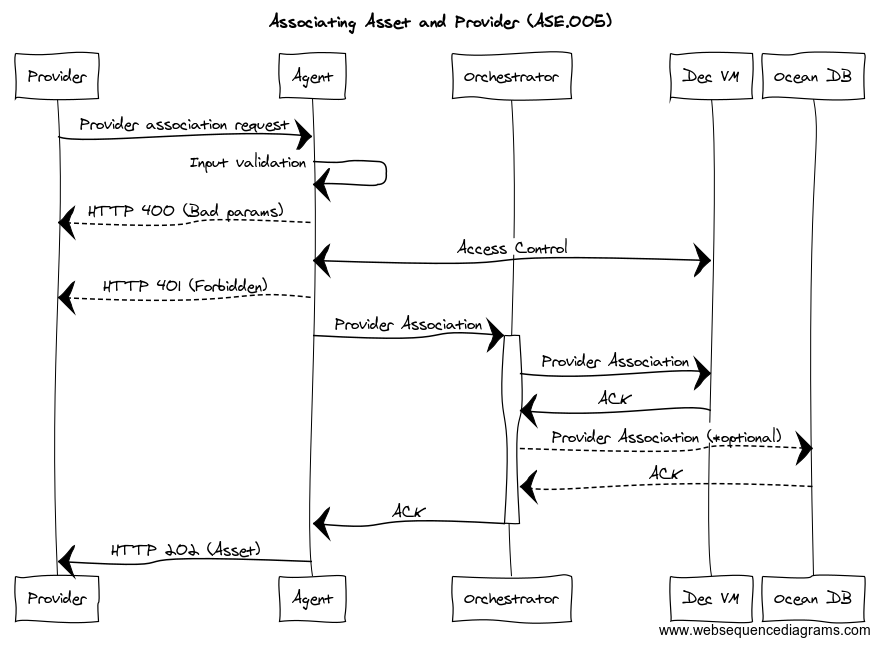 Associating Asset and Provider (ASE.005)
Provider
Agent
Orchestrator
Dec VM
Ocean DB
Provider association request
Input validation
HTTP 400 (Bad params)
Access Control
HTTP 401 (Forbidden)
Provider Association
Provider Association
ACK
Provider Association (*optional)
ACK
ACK
HTTP 202 (Asset)
Provider
Agent
Orchestrator
Dec VM
Ocean DB
www.websequencediagrams.com